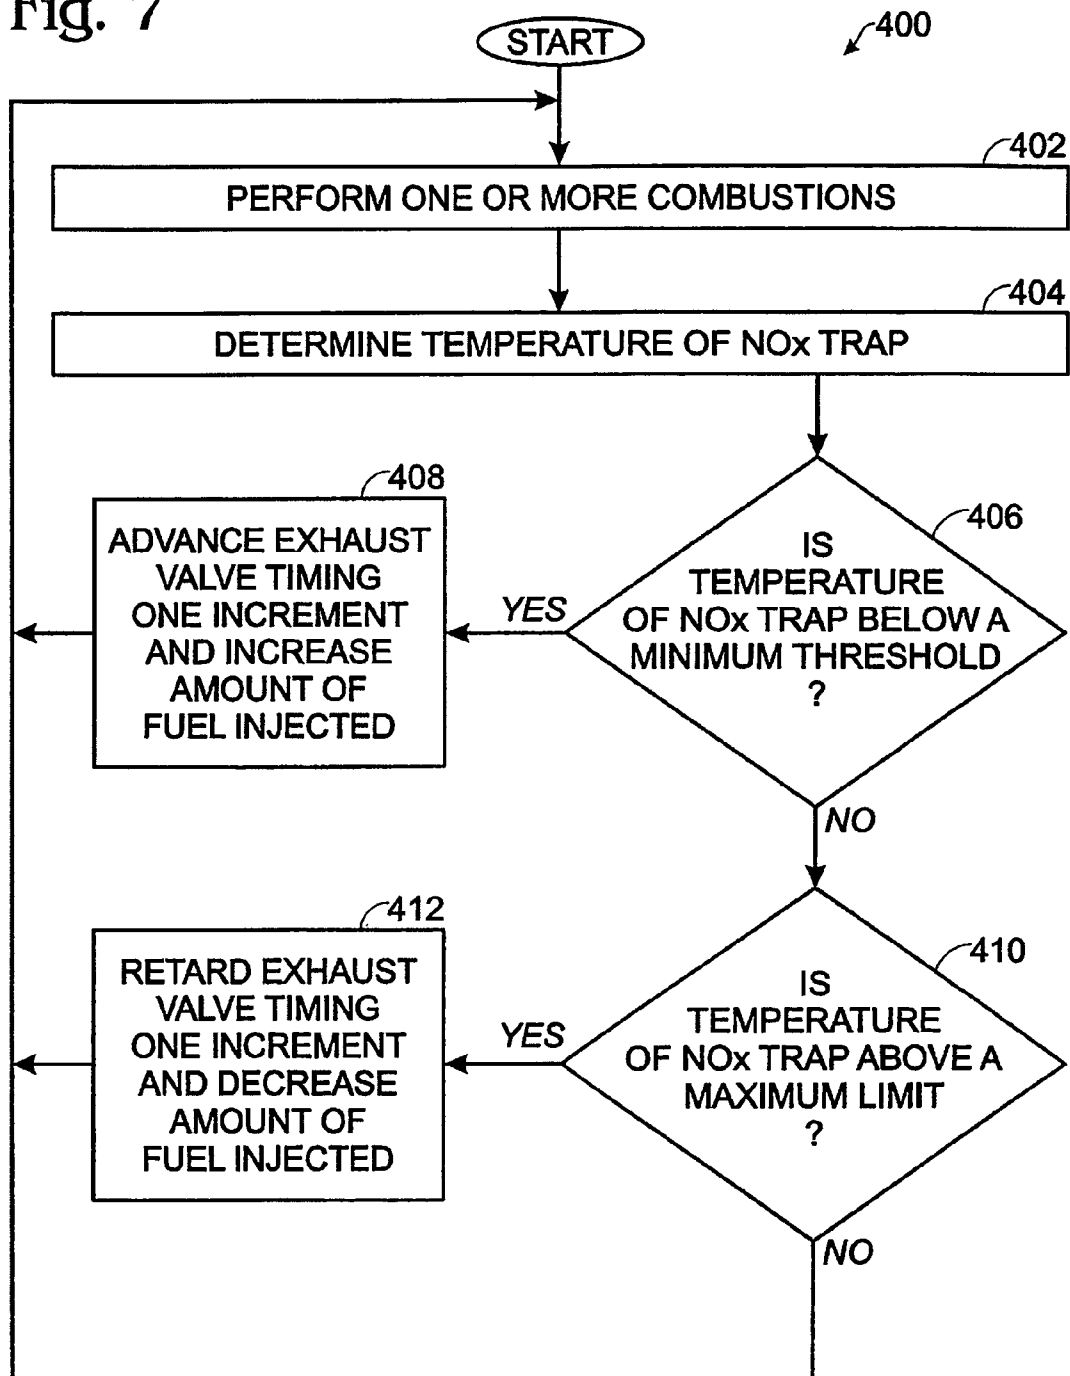 Fig. 7
START
400
402
PERFORM ONE OR MORE COMBUSTIONS
404
DETERMINE TEMPERATURE OF NOx TRAP
408
ADVANCE EXHAUST
VALVE TIMING
ONE INCREMENT
AND INCREASE
AMOUNT OF
FUEL INJECTED
YES
406
IS
TEMPERATURE
OF NOx TRAP BELOW A
MINIMUM THRESHOLD
?
NO
412
RETARD EXHAUST
VALVE TIMING
ONE INCREMENT
AND DECREASE
AMOUNT OF
FUEL INJECTED
YES
410
IS
TEMPERATURE
OF NOx TRAP ABOVE A
MAXIMUM LIMIT
?
NO